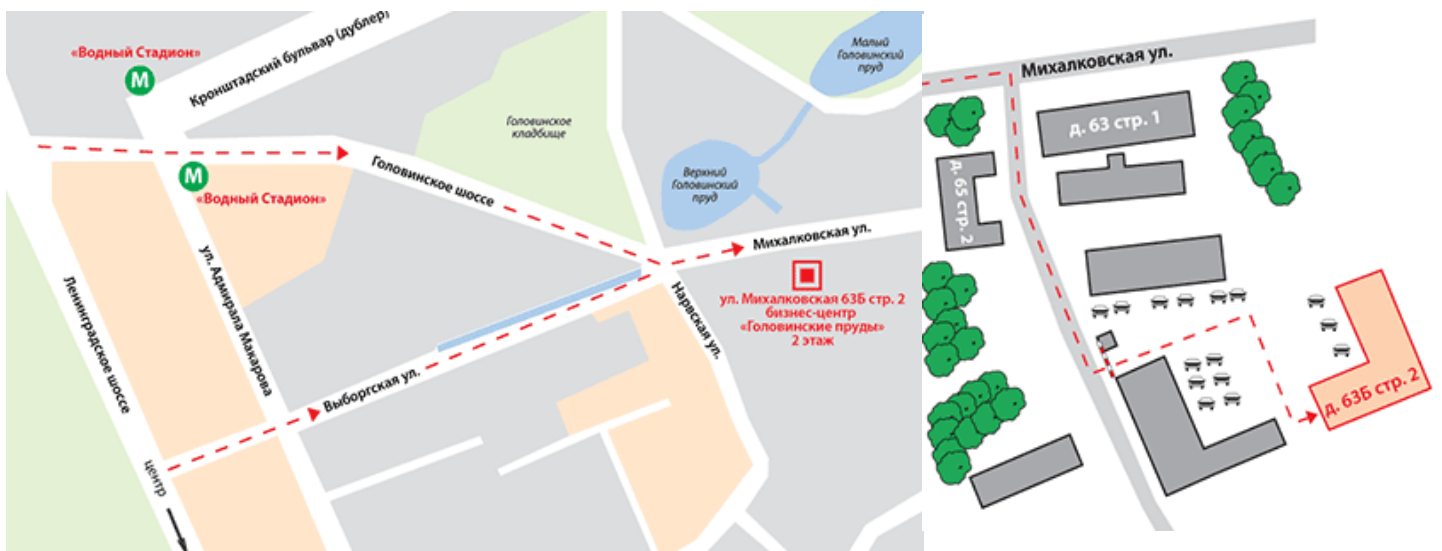 «Водный Стадион»
М
Кронштадский бульвар (дублер)
Малый
Головинский
пруд
Головинское
кладбище
Головинское шоссе
М
«Водный Стадион»
Верхний
Головинский
пруд
Михалковская ул.
ул. Михалковская 63Б стр. 2
бизнес-центр
«Головинские пруды»
2 этаж
Ленинградское шоссе
ул. Адмирала Макарова
Нарвская ул.
Выборгская ул.
центр
Михалковская ул.
д. 63 стр. 1
д. 65 стр. 2
д. 63Б стр. 2